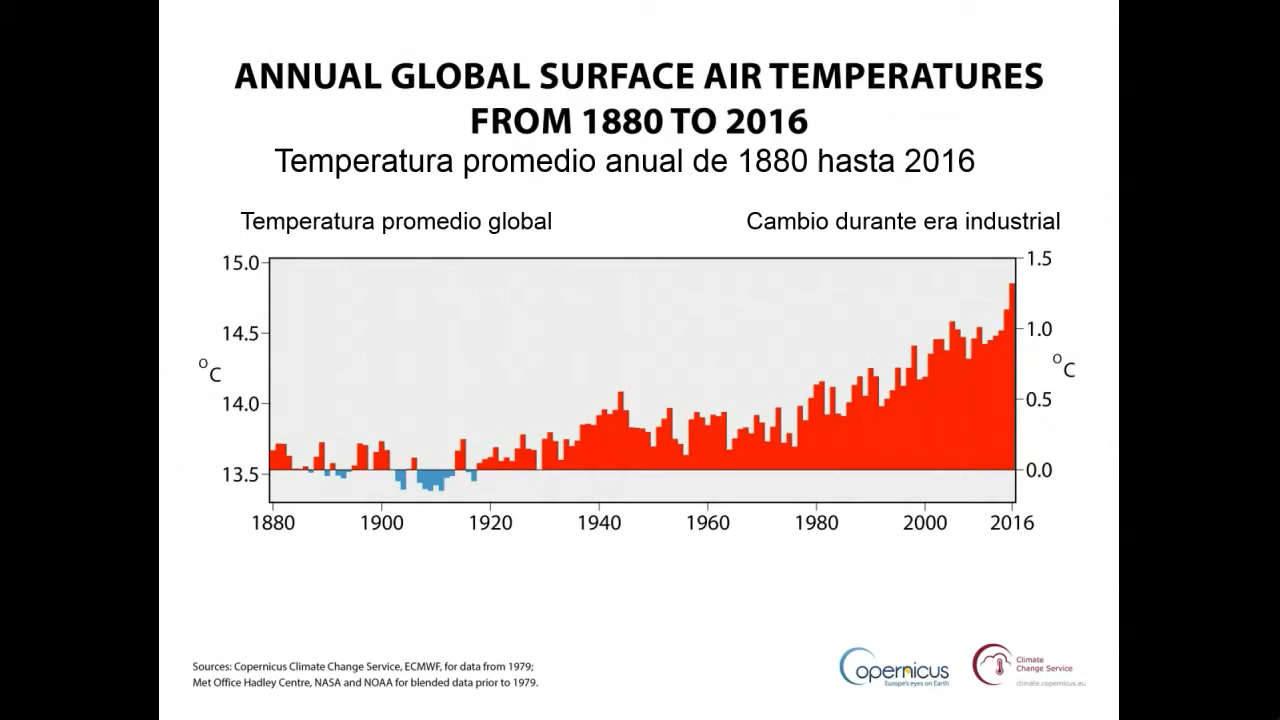 ANNUAL GLOBAL SURFACE AIR TEMPERATURES
FROM 1880 TO 2016
Temperatura promedio anual de 1880 hasta 2016
Temperatura promedio global
Cambio durante era industrial
15.0
14.5
14.0
13.5
°C
1.5
1.0
0.5
0.0
°C
1880 1900 1920 1940 1960 1980 2000 2016
Sources: Copernicus Climate Change Service, ECMWF, for data from 1979;
Met Office Hadley Centre, NASA and NOAA for blended data prior to 1979.
Copernicus
Europe's eyes on Earth
Climate
Change Service
climate.copernicus.eu